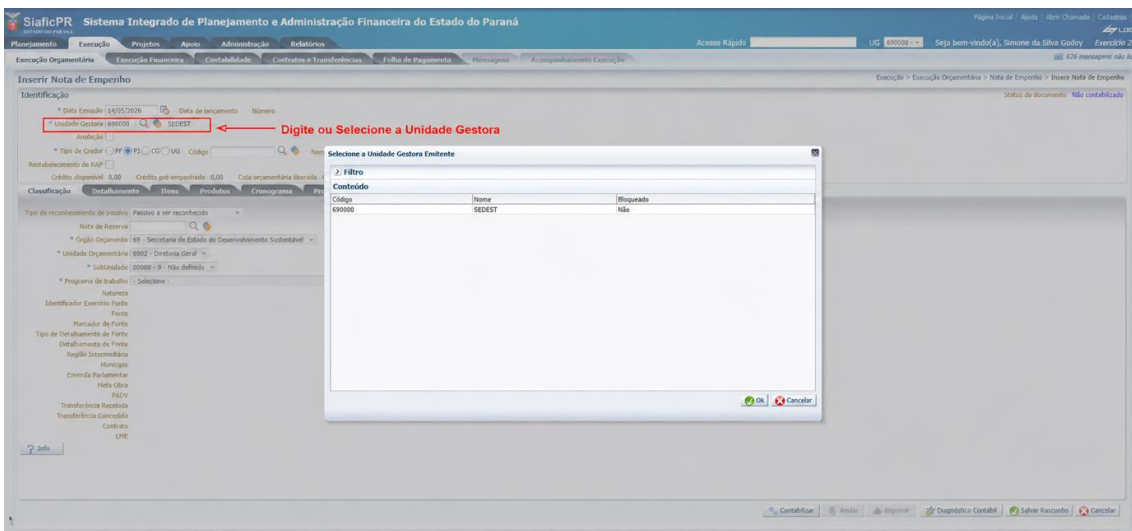 SiaficPR Sistema Integrado de Planejamento e Administração Financeira do Estado do Paraná
ESTADO DO PARANÁ
Página Inicial Ajuda Abrir Chamado Cadastros
Planejamento Execução Projetos Apoio Administração Relatórios Acesso Rápido UG 690000 - Seja bem-vindo(a), Simone da Silva Godoy Exercício 2
Execução Orçamentária Execução Financeira Contabilidade Contratos e Transferências Folha de Pagamento Mensagens Acompanhamento Execução 626 mensagens não
Inserir Nota de Empenho Execução > Execução Orçamentária > Nota de Empenho > Inserir Nota de Empenho
Identificação Status do documento Não contabilizado
* Data Emissão 14/05/2026 Data de lançamento Número
* Unidade Gestora 690000 SEDEST
Digite ou Selecione a Unidade Gestora
Anulação
* Tipo de Credor PF PJ CG UG Código
Restabelecimento de RAP
Crédito disponível 0,00 Crédito pré-empenhado 0,00 Cota orçamentária liberada
Classificação Detalhamento Itens Produtos Cronograma
Tipo de reconhecimento de passivo Passivo a ser reconhecido
Nota de Reserva
* Órgão Orçamento 69 - Secretaria de Estado do Desenvolvimento Sustentável
* Unidade Orçamentária 6902 - Diretoria Geral
* SubUnidade 00000 - 0 - Não definido
* Programa de trabalho - Selecione -
Natureza
Identificador Exercício Fonte
Fonte
Marcador de Fonte
Tipo de Detalhamento de Fonte
Detalhamento de Fonte
Região Intermediária
Município
Emenda Parlamentar
Meta Obra
PADV
Transferência Recebida
Transferência Concedida
Contrato
LME
Info
Selecione a Unidade Gestora Emitente
Filtro
Conteúdo
Código Nome Bloqueado
690000 SEDEST Não
Ok Cancelar
Contabilizar Anular Imprimir Diagnóstico Contábil Salvar Rascunho Cancelar